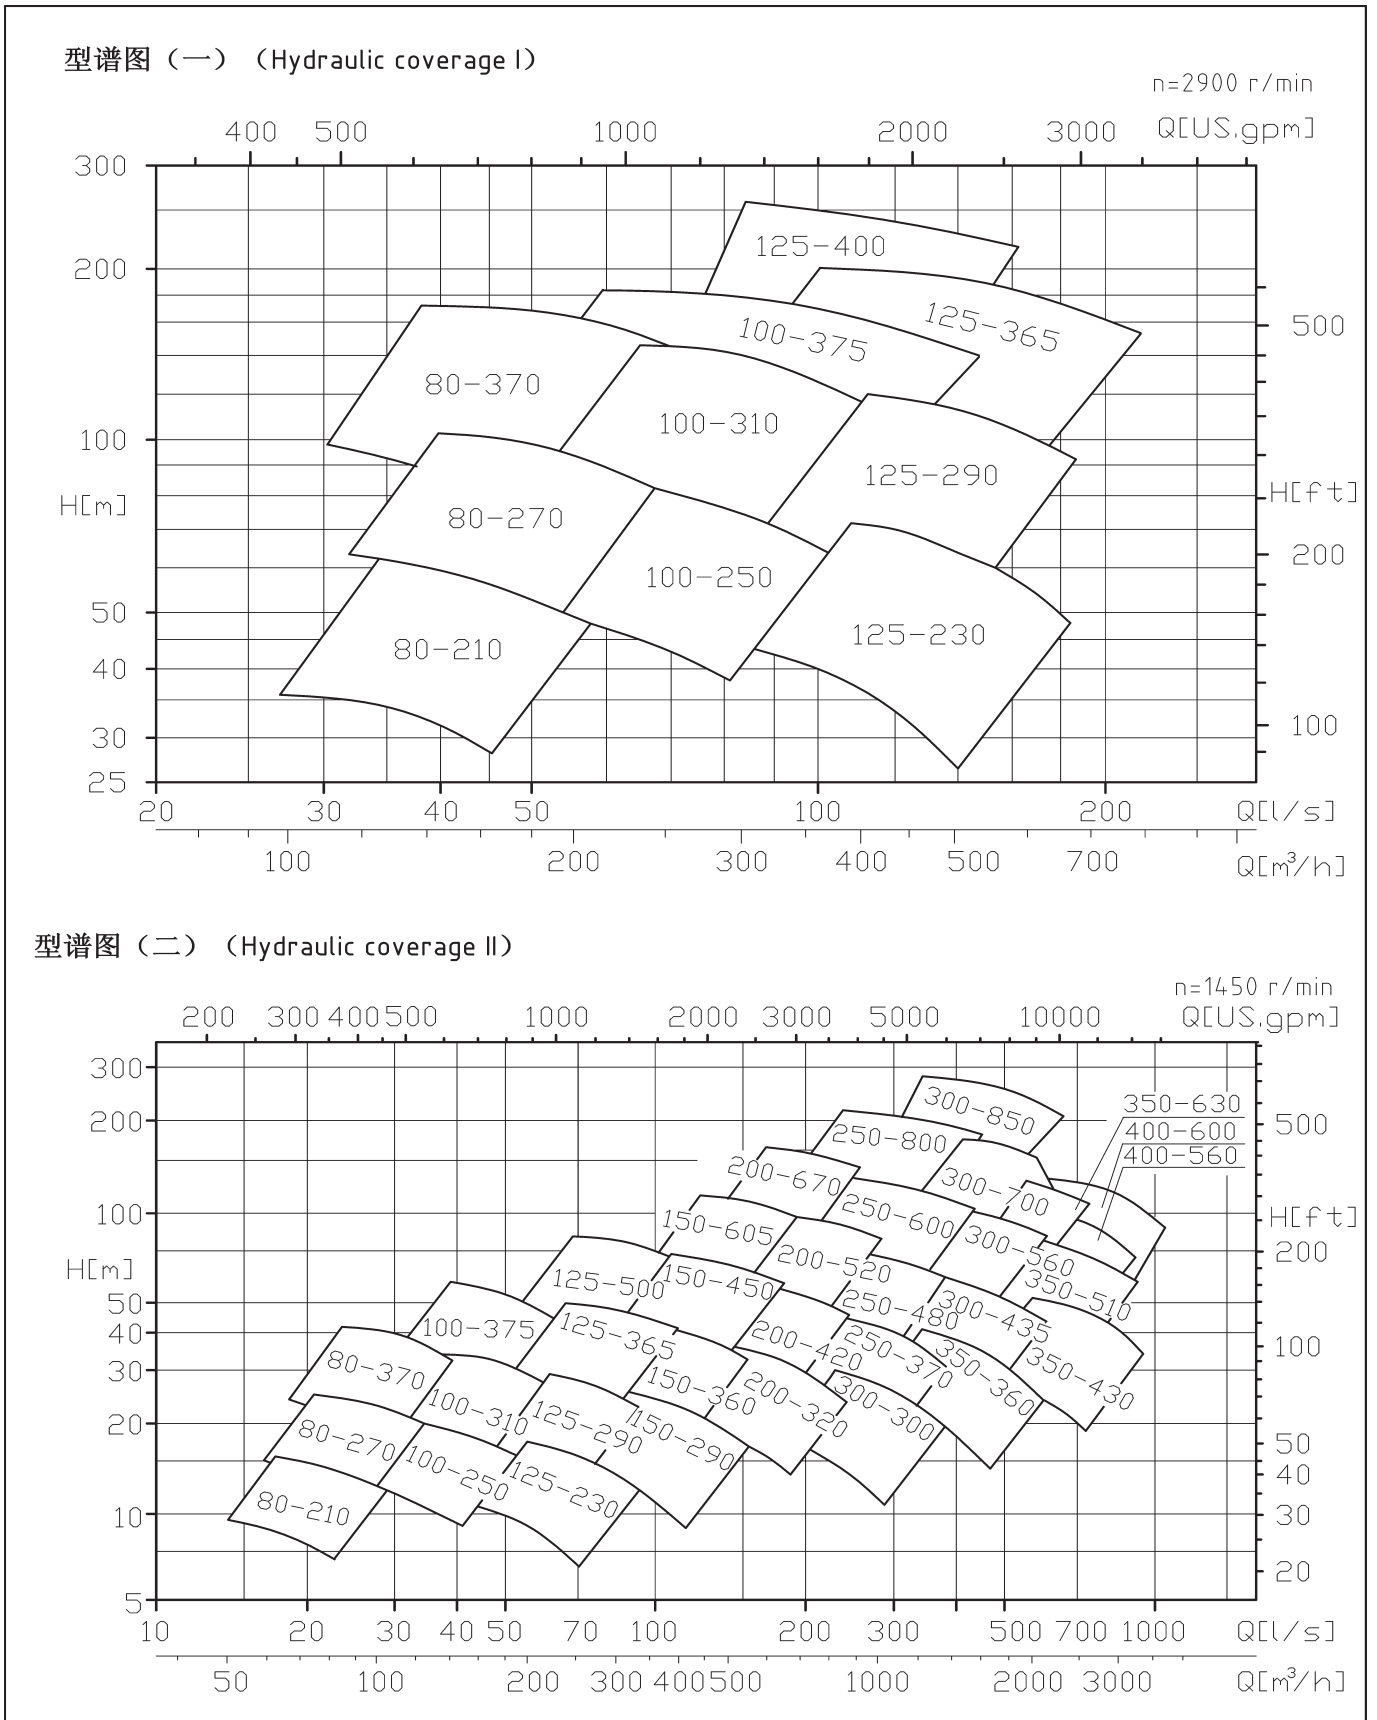 型谱图（一）（Hydraulic coverage I）
n=2900 r/min
400 500 1000 2000 3000 Q[US.gpm]
300
125-400
200
125-365
500
100-375
80-370
100-310
100
125-290
H[m] H[ft]
80-270
200
100-250
50
125-230
80-210
40
30 100
25
20 30 40 50 100 200 Q[l/s]
100 200 300 400 500 700 Q[m³/h]
型谱图（二）（Hydraulic coverage II）
n=1450 r/min
200 300 400 500 1000 2000 3000 5000 10000 Q[US.gpm]
300
300-850 350-630
200 500
250-800 400-600
400-560
200-670
300-700
100 250-600 H[ft]
150-605
300-560 200
H[m] 200-520
125-500 150-450 350-510
50 250-480 300-435
40 100-375 125-365 200-420 250-370 100
30 80-370 350-360 350-430
150-360 200-320 300-300
20 100-310 125-290
80-270 150-290 50
100-250 40
125-230
10 80-210 30
20
5
10 20 30 40 50 70 100 200 300 500 700 1000 Q[l/s]
50 100 200 300 400 500 1000 2000 3000 Q[m³/h]